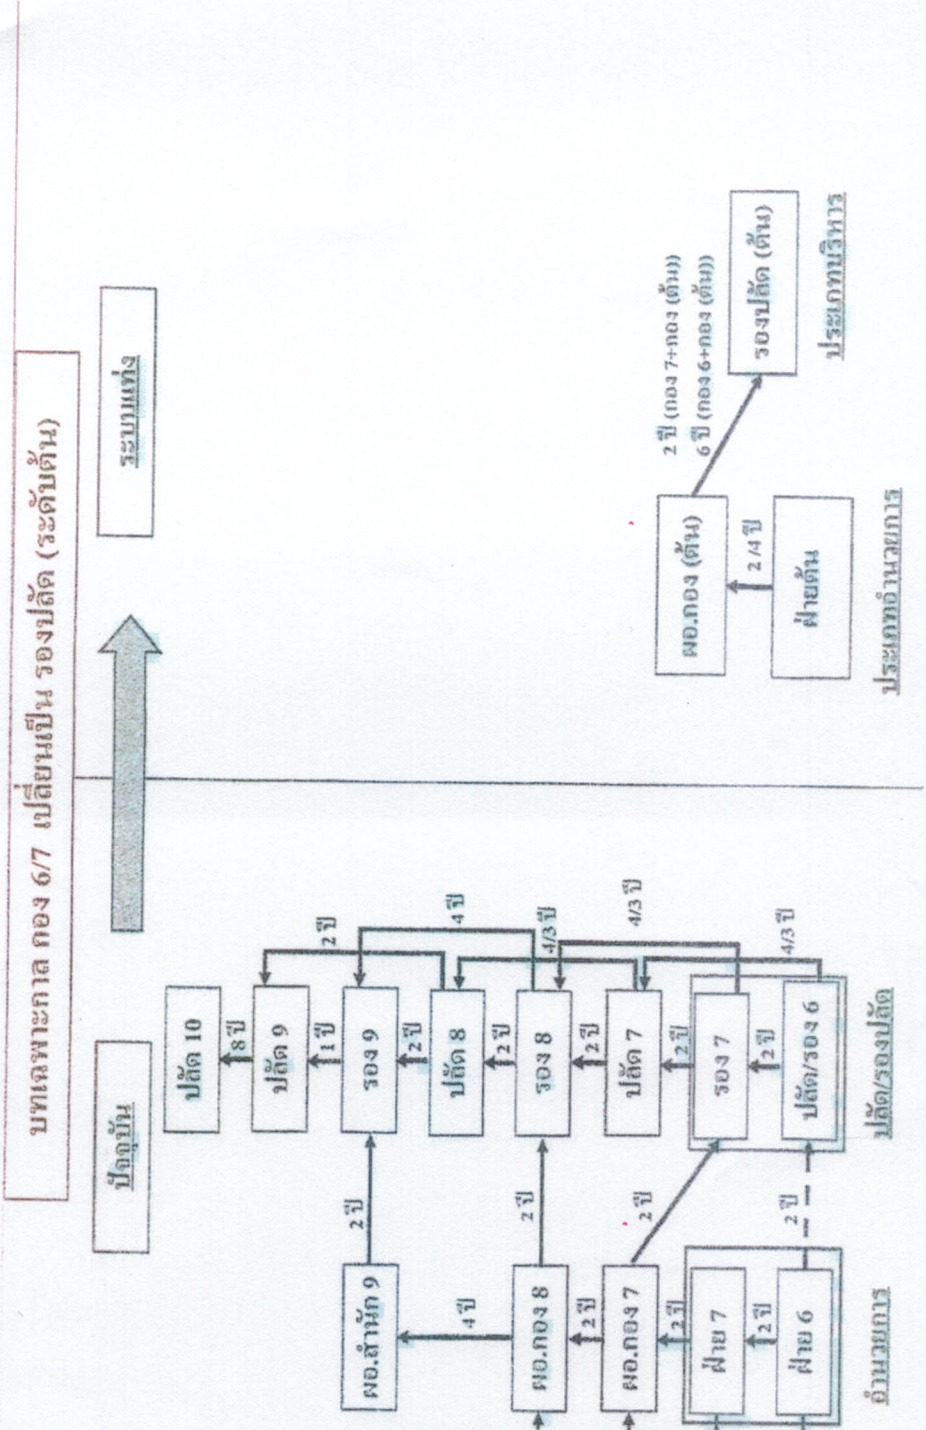 บทเฉพาะกาล กอง 6/7 เปลี่ยนเป็น รองปลัด (ระดับต้น)
ปัจจุบัน
ระบบแท่ง
ปลัด 10
8 ปี
ปลัด 9
2 ปี
1 ปี
ผอ.สำนัก 9
2 ปี
รอง 9
4 ปี
2 ปี
ปลัด 8
4 ปี
4/3 ปี
2 ปี
ผอ.กอง 8
2 ปี
รอง 8
4/3 ปี
2 ปี
2 ปี
ผอ.กอง 7
2 ปี
ปลัด 7
4/3 ปี
2 ปี
2 ปี
ฝ่าย 7
รอง 7
2 ปี
2 ปี
ฝ่าย 6
2 ปี
ปลัด/รอง 6
อำนวยการ
ปลัด/รองปลัด
2 ปี (กอง 7+กอง (ต้น))
6 ปี (กอง 6+กอง (ต้น))
ผอ.กอง (ต้น)
รองปลัด (ต้น)
2 /4 ปี
ฝ่ายต้น
ประเภทอำนวยการ
ประเภทบริหาร